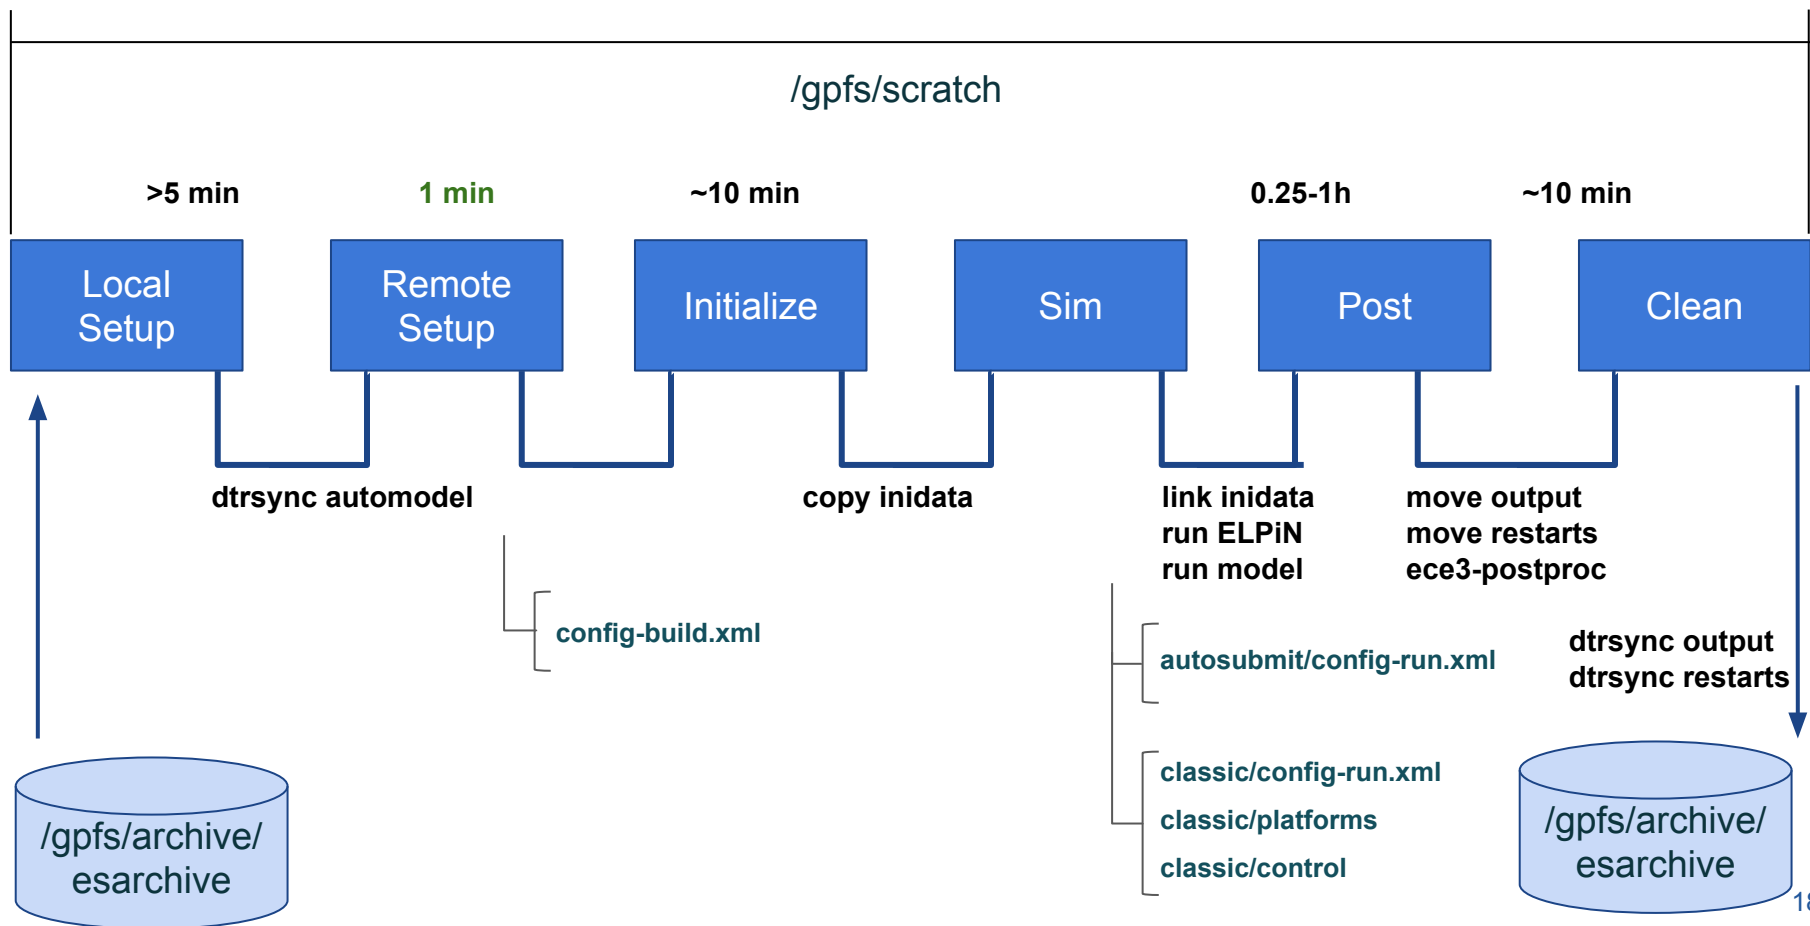 /gpfs/scratch
>5 min
1 min
~10 min
0.25-1h
~10 min
Local
Setup
Remote
Setup
Initialize
Sim
Post
Clean
dtrsync automodel
copy inidata
link inidata
run ELPiN
run model
move output
move restarts
ece3-postproc
config-build.xml
autosubmit/config-run.xml
classic/config-run.xml
classic/platforms
classic/control
dtrsync output
dtrsync restarts
/gpfs/archive/
esarchive
/gpfs/archive/
esarchive
18